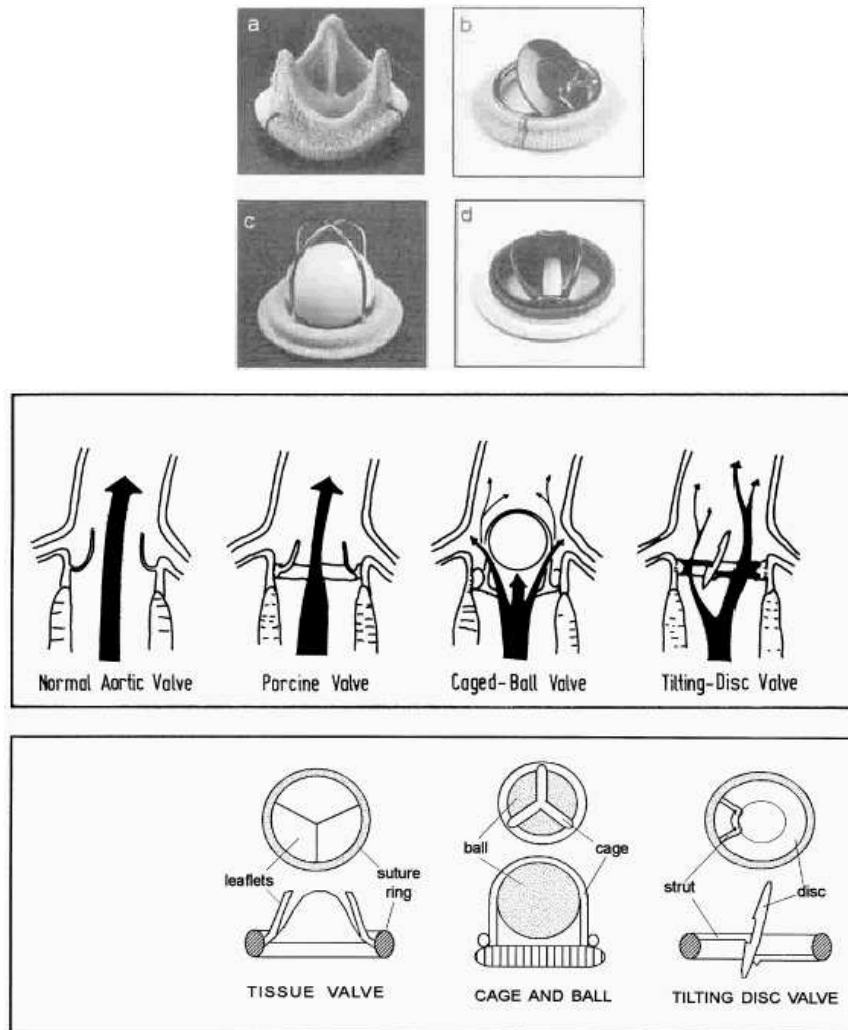 a
b
c
d
Normal Aortic Valve
Porcine Valve
Caged-Ball Valve
Tilting-Disc Valve
leaflets
suture
ring
ball
cage
strut
disc
TISSUE VALVE
CAGE AND BALL
TILTING DISC VALVE